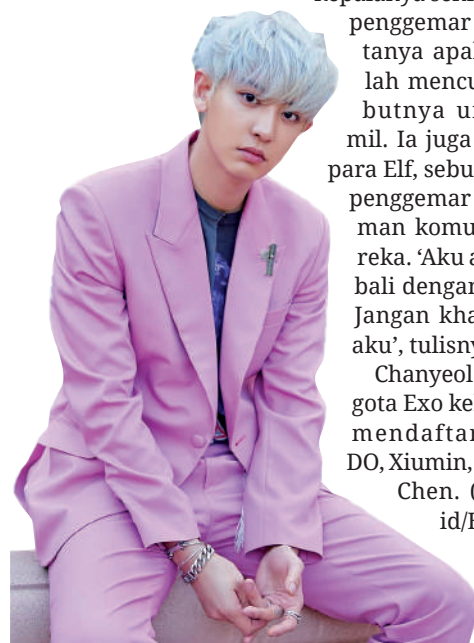 penggemar
tanya apak
lah mencu
butnya u
mil. Ia juga
para Elf, sebu
penggemar
man komu
reka. ‘Aku a
bali dengan
Jangan kha
aku’, tulisny
Chanyeol
gota Exo ke
mendaftar
DO, Xiumin,
Chen. (
id/